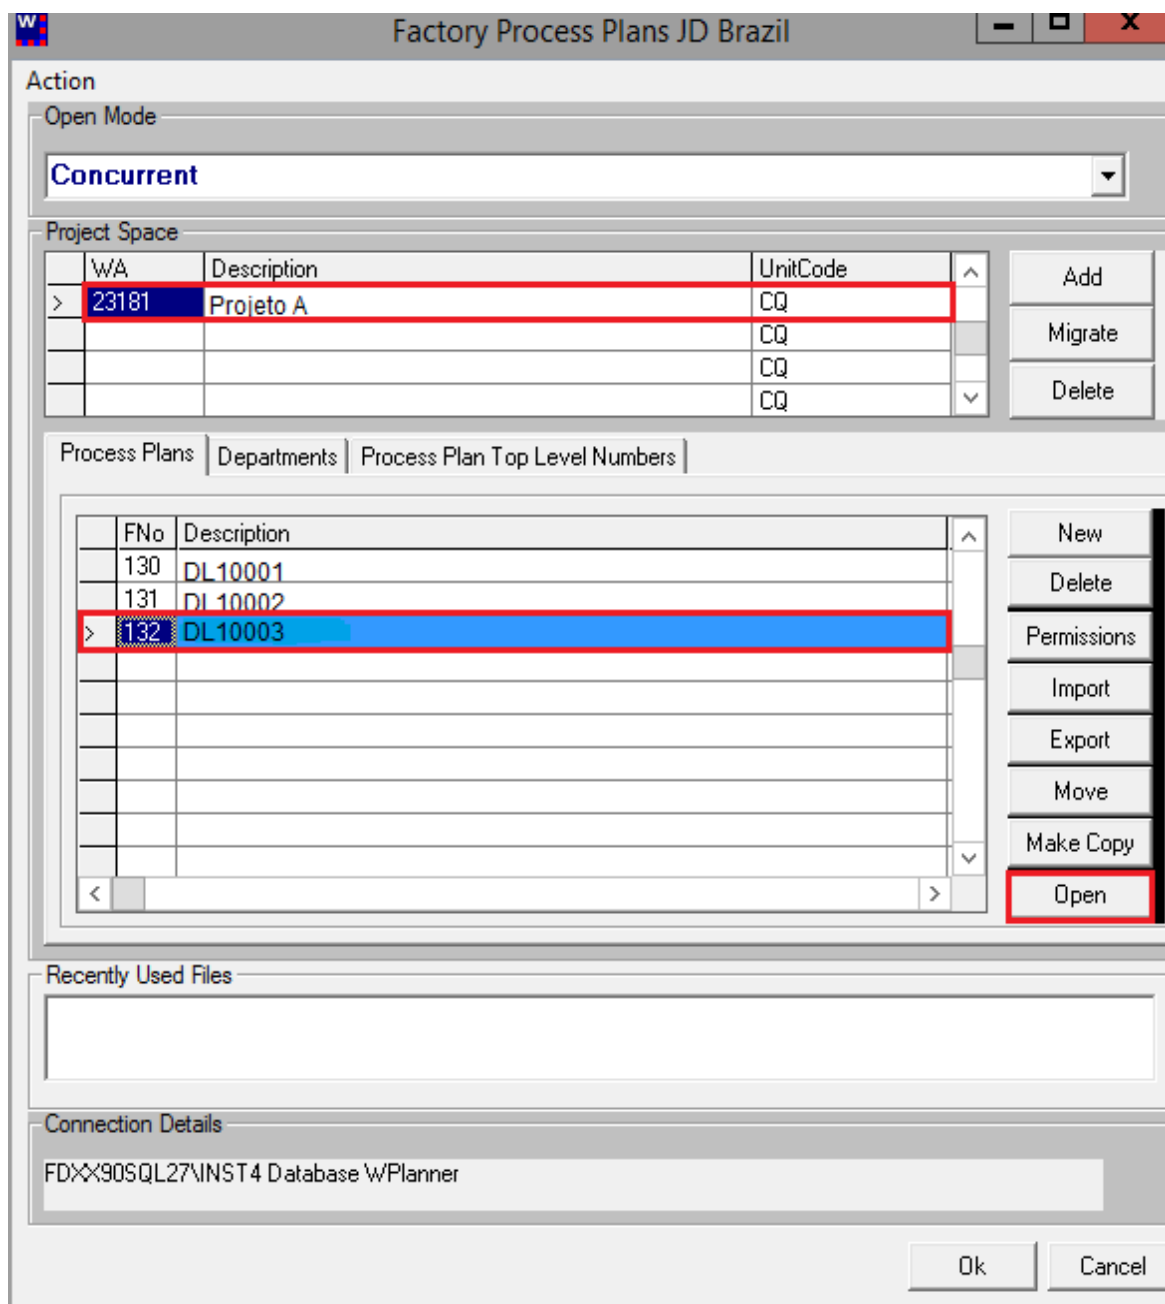 W
Factory Process Plans JD Brazil
X
Action
Open Mode
Concurrent
Project Space
WA Description UnitCode
> 23181 Projeto A CQ
CQ
CQ
CQ
Add
Migrate
Delete
Process Plans Departments Process Plan Top Level Numbers
FNo Description
130 DL10001
131 DL10002
> 132 DL10003
New
Delete
Permissions
Import
Export
Move
Make Copy
Open
Recently Used Files
Connection Details
FDXX90SQL27\INST4 Database WPlanner
Ok Cancel